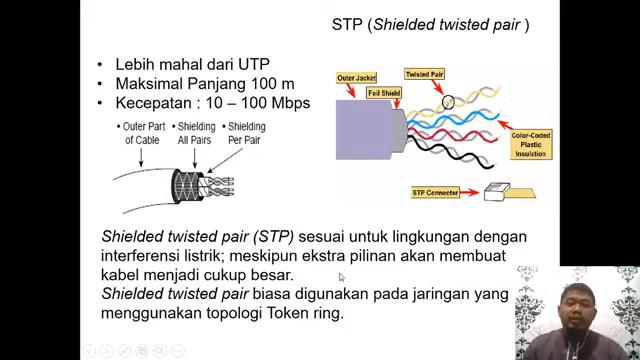 STP (Shielded twisted pair )
• Lebih mahal dari UTP
• Maksimal Panjang 100 m
• Kecepatan : 10 – 100 Mbps
• Outer Part
of Cable
• Shielding
All Pairs
• Shielding
Per Pair
Outer Jacket
Foil Shield
Twisted Pair
Color-Coded
Plastic
Insulation
STP Connector
Shielded twisted pair (STP) sesuai untuk lingkungan dengan
interferensi listrik; meskipun ekstra pilinan akan membuat
kabel menjadi cukup besar.
Shielded twisted pair biasa digunakan pada jaringan yang
menggunakan topologi Token ring.